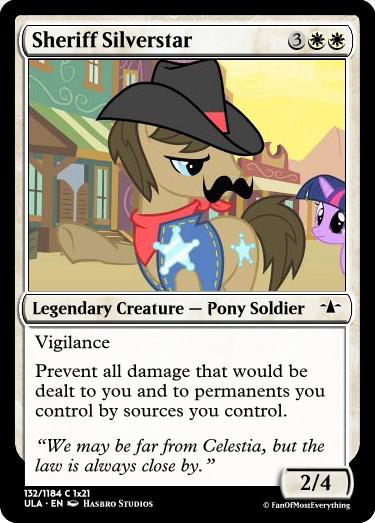 Sheriff Silverstar 3
Legendary Creature — Pony Soldier
Vigilance
Prevent all damage that would be
dealt to you and to permanents you
control by sources you control.
“We may be far from Celestia, but the
law is always close by.”
2/4
132/1184 C 1x21
ULA • EN Hasbro Studios
© FanOfMostEverything